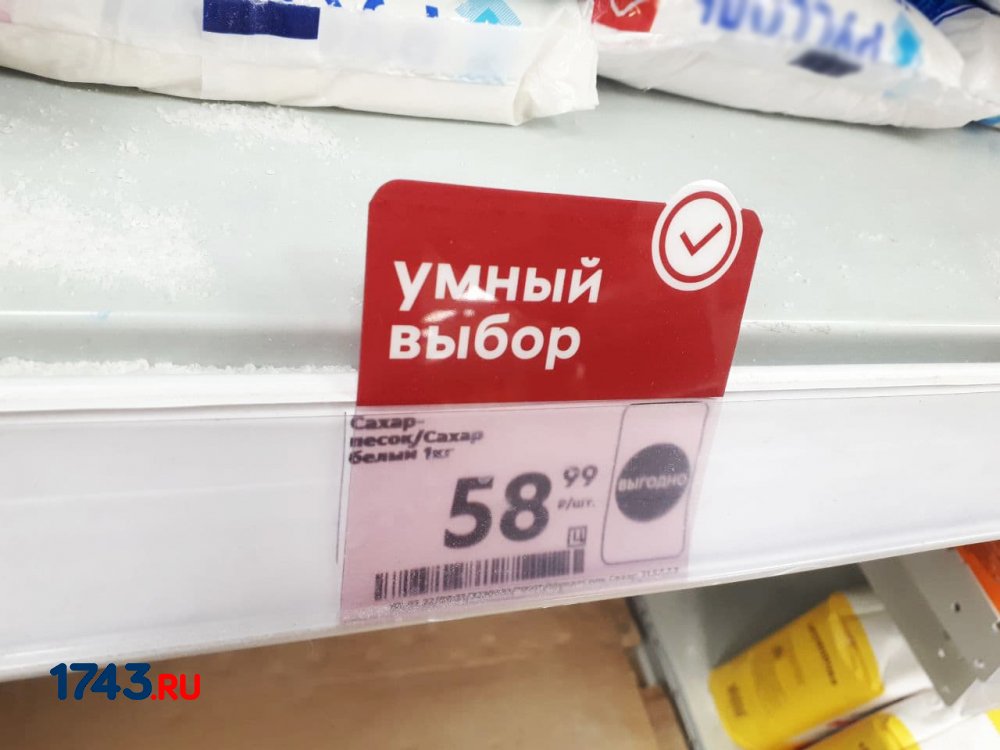 умный
выбор
Сахар-
песок/Сахар
белый 1кг
58 99
₽/шт.
выгодно
Ц
1743.RU